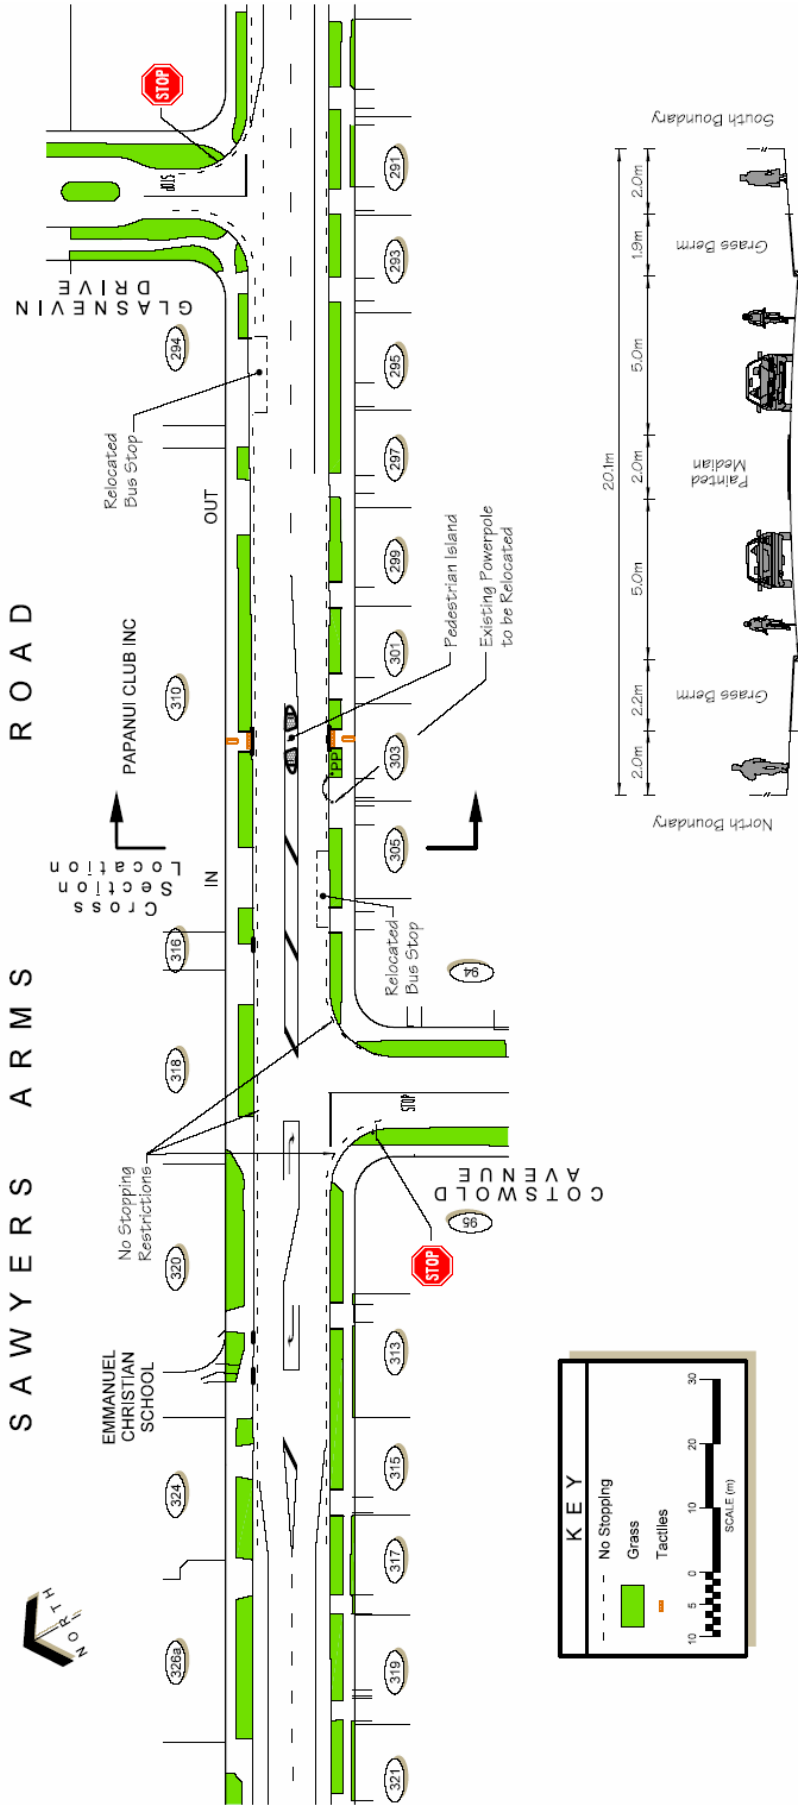 SAWYERS ARMS ROAD
NORTH
326a
324
EMMANUEL
CHRISTIAN
SCHOOL
320
No Stopping
Restrictions
318
316
Cross
Section
Location
IN
PAPANUI CLUB INC
310
OUT
Relocated
Bus Stop
294
GLASNEVIN
DRIVE
STOP
STOP
321
319
317
315
313
STOP
95
COTSWOLD
AVENUE
STOP
94
Relocated
Bus Stop
305
303
PP
Pedestrian Island
Existing Powerpole
to be Relocated
301
299
297
295
293
291
KEY
No Stopping
Grass
Tactiles
10 5 0 10 20 30
SCALE (m)
North Boundary
Grass Berm
Painted
Median
Grass Berm
South Boundary
2.0m 2.2m 5.0m 2.0m 5.0m 1.9m 2.0m
20.1m